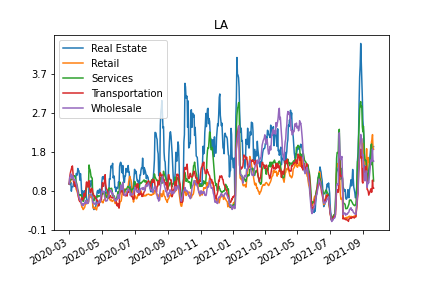 LA
Real Estate
Retail
Services
Transportation
Wholesale
3.7
2.7
1.8
0.8
-0.1
2020-03
2020-05
2020-07
2020-09
2020-11
2021-01
2021-03
2021-05
2021-07
2021-09